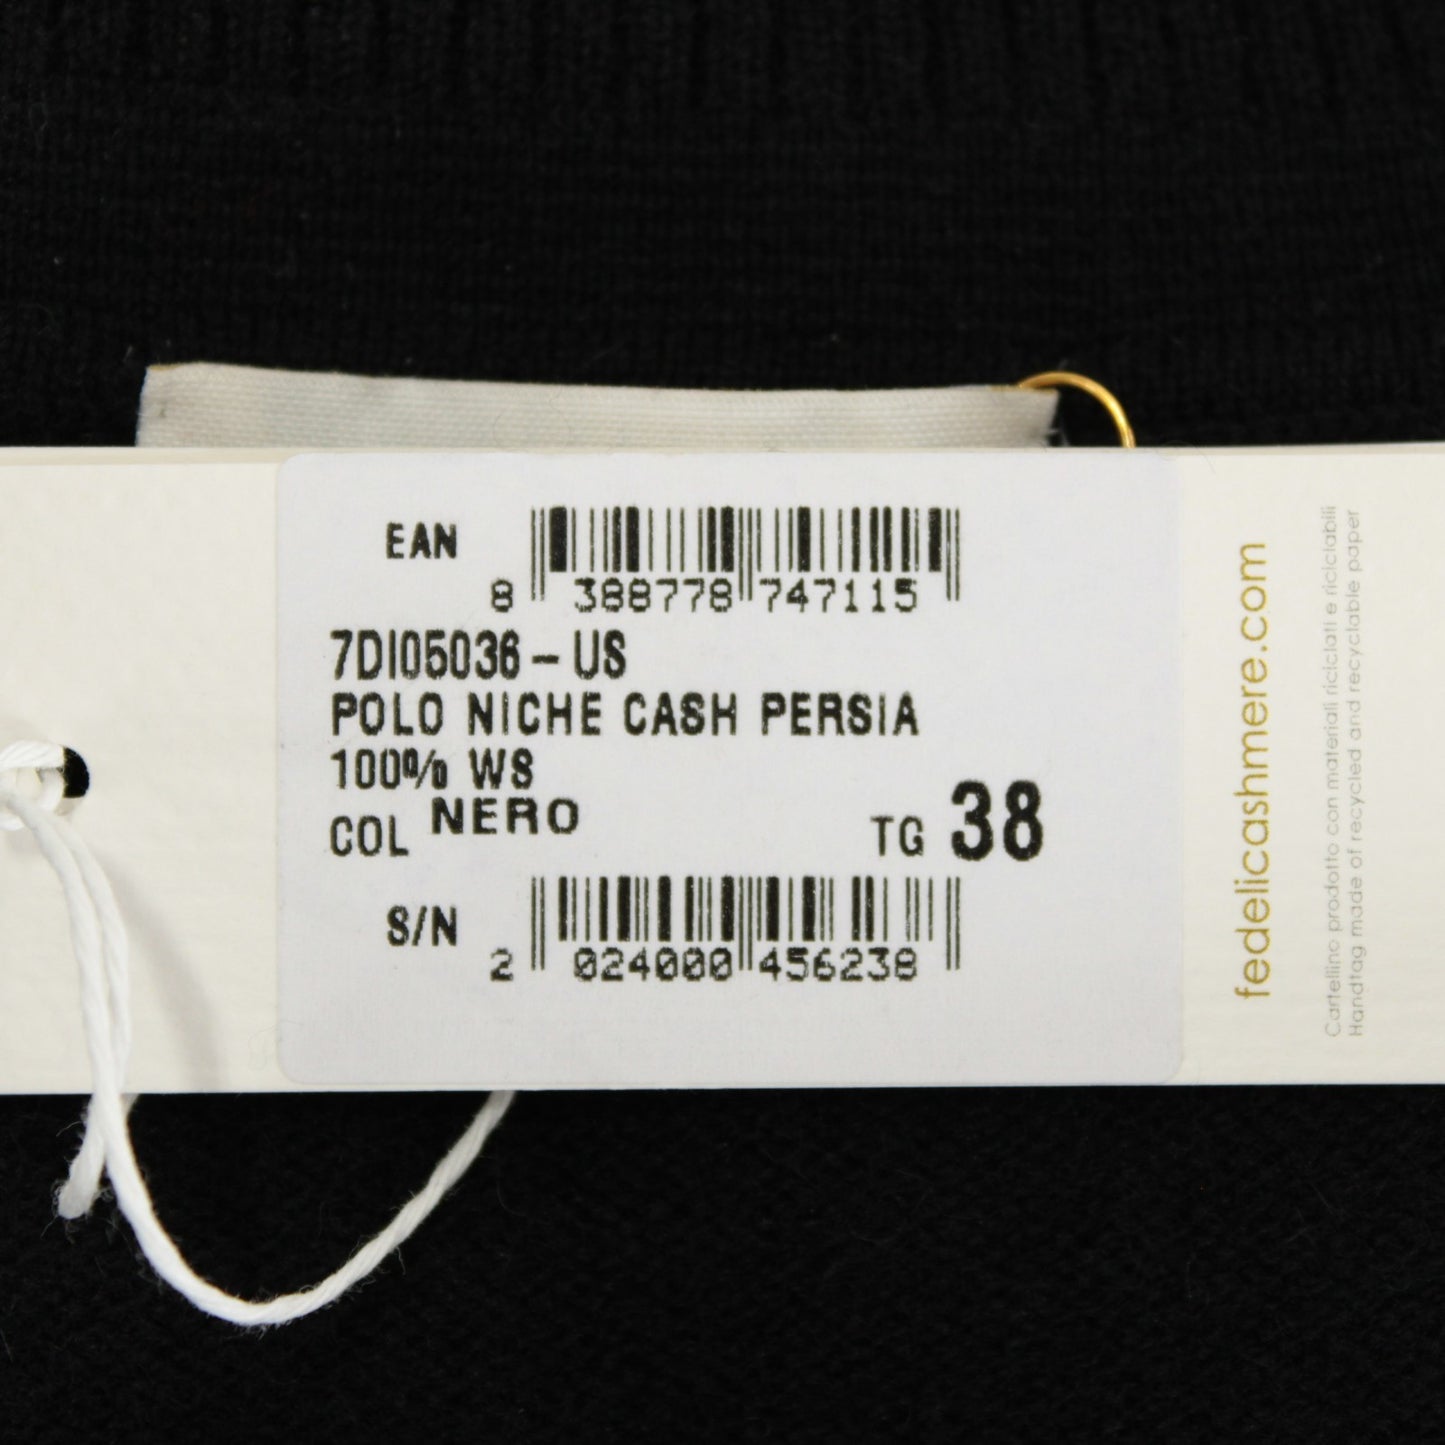 EAN
8 388778 747115
7DI05036-US
POLO NICHE CASH PERSIA
100% WS
COL NERO TG 38
S/N
2 024000 456238
fedelicashmere.com
Cartellino prodotto con materiali riciclati e riciclabili
Handtag made of recycled and recyclable paper